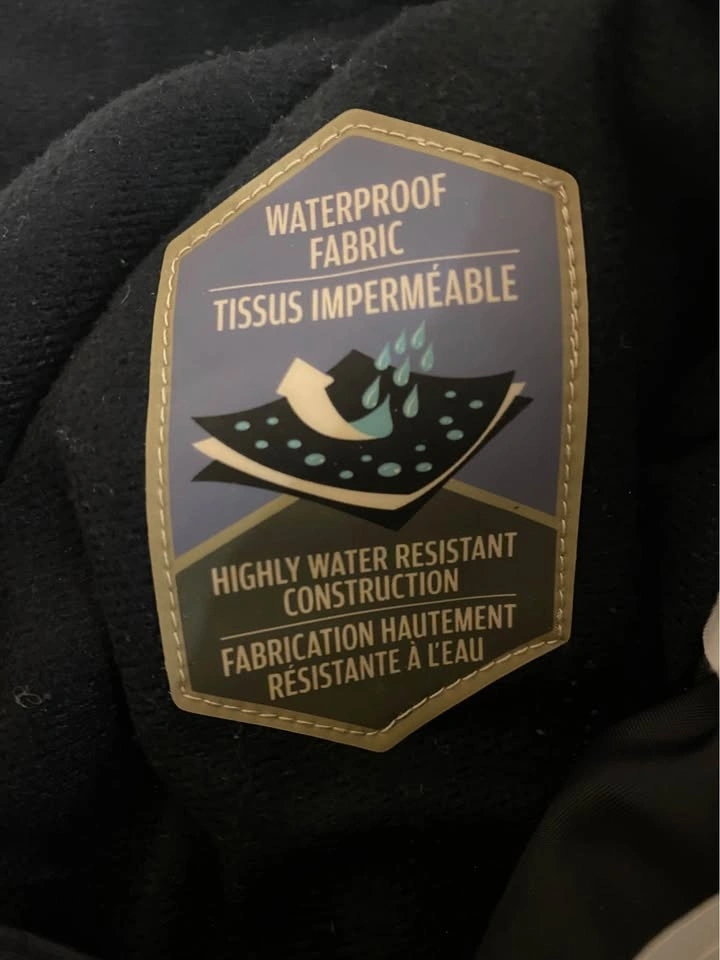 WATERPROOF
FABRIC
TISSUS IMPERMÉABLE
HIGHLY WATER RESISTANT
CONSTRUCTION
FABRICATION HAUTEMENT
RÉSISTANTE À L'EAU